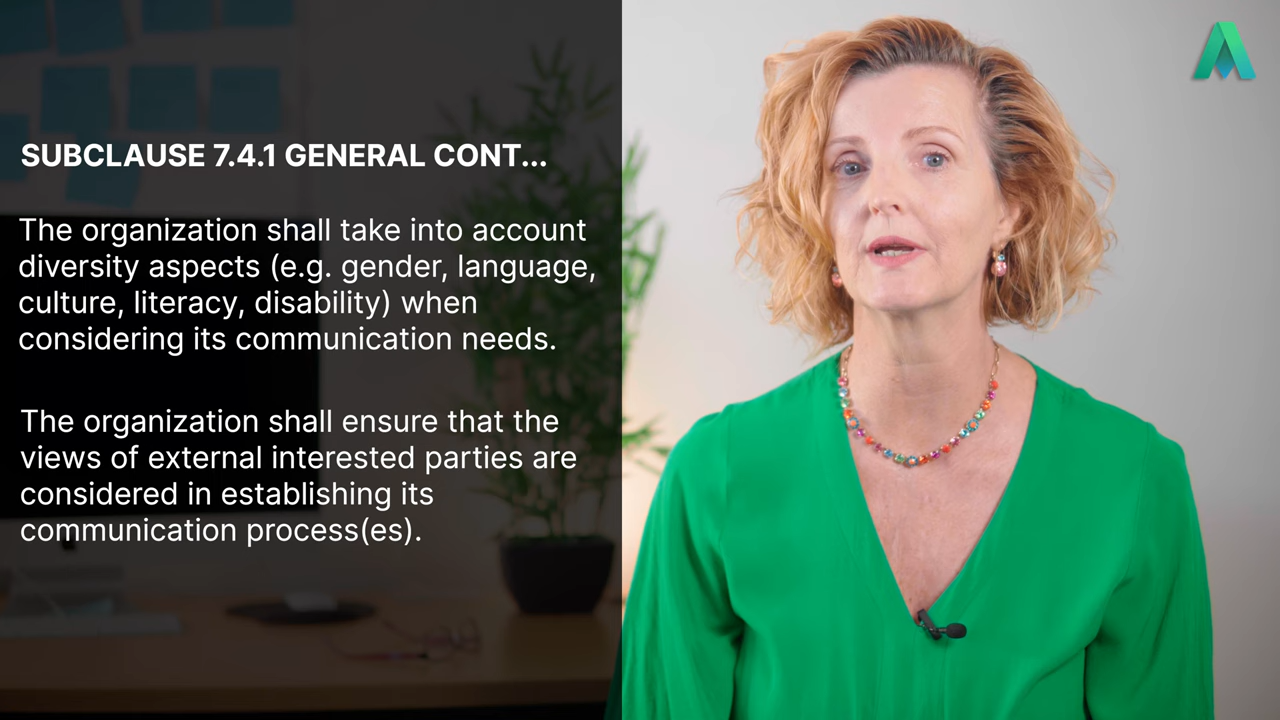 SUBCLAUSE 7.4.1 GENERAL CONT...
The organization shall take into account
diversity aspects (e.g. gender, language,
culture, literacy, disability) when
considering its communication needs.
The organization shall ensure that the
views of external interested parties are
considered in establishing its
communication process(es).